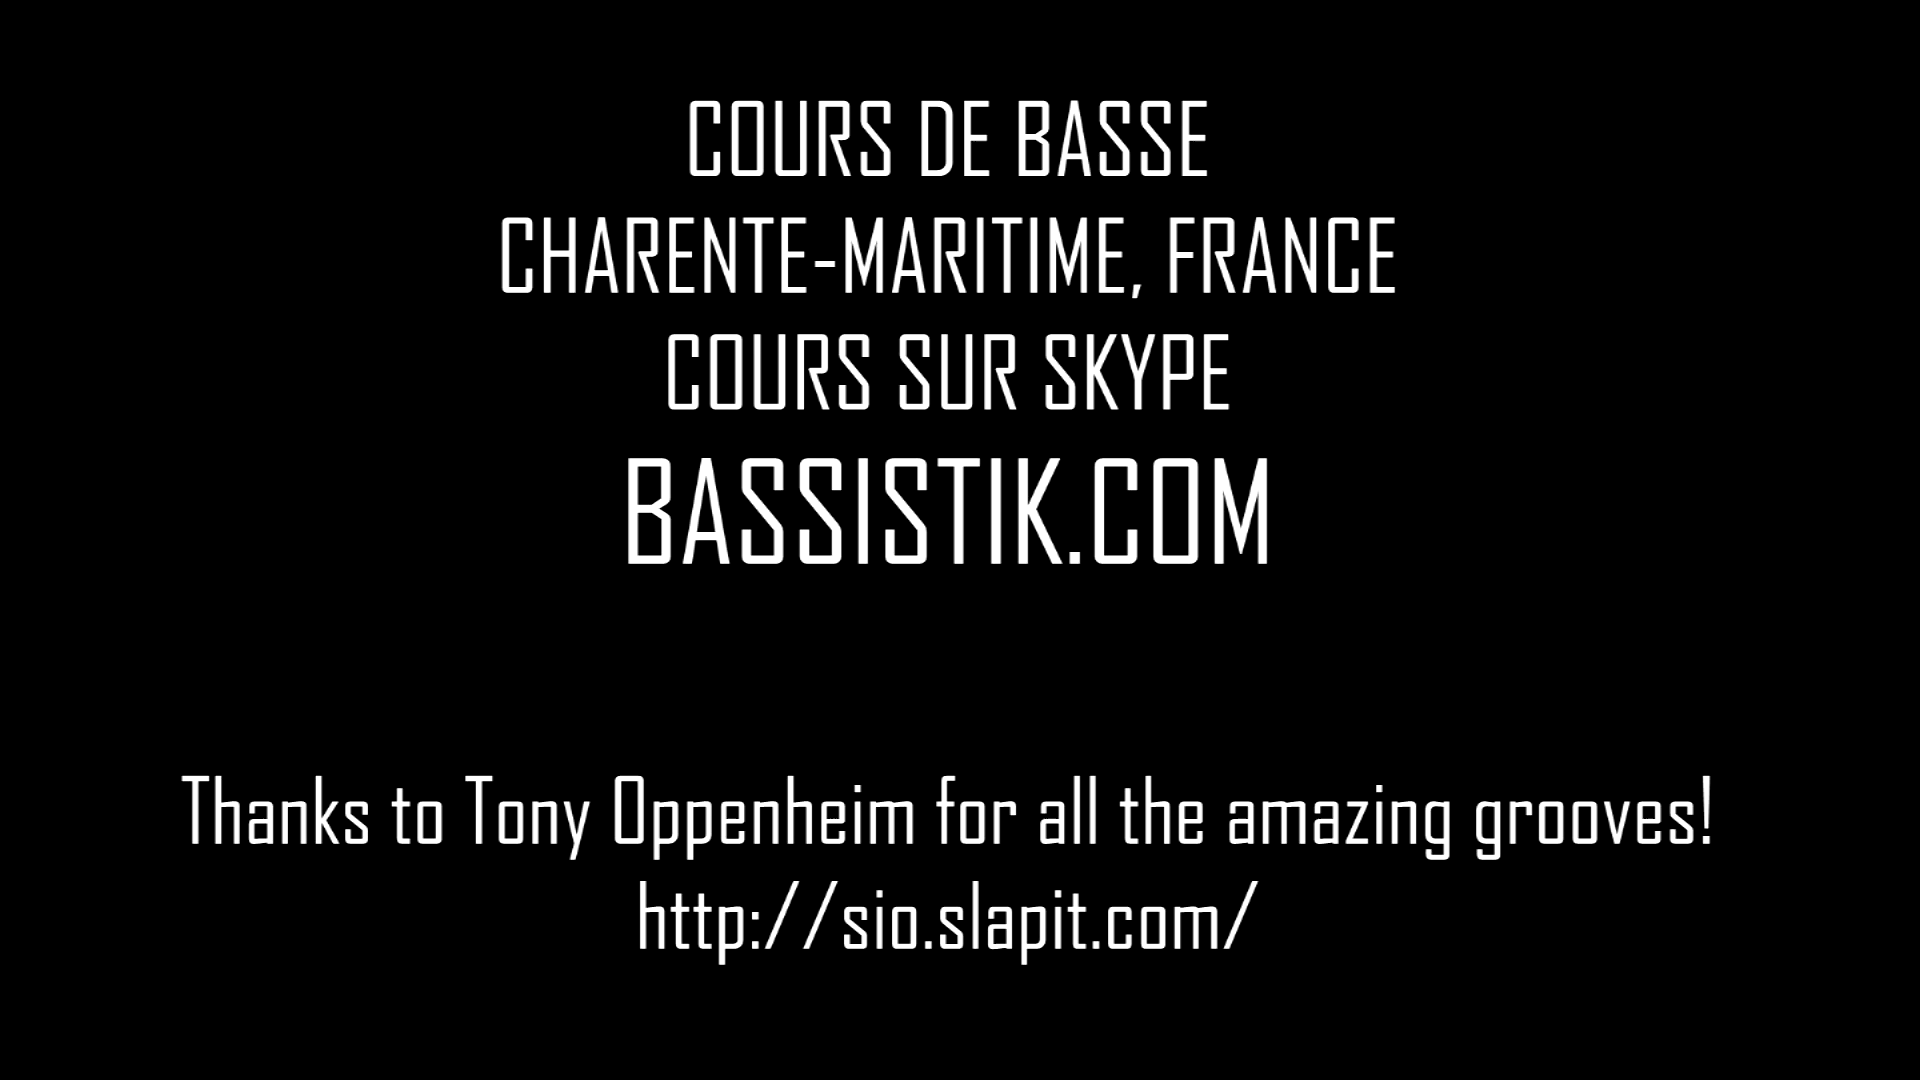 COURS DE BASSE
CHARENTE-MARITIME, FRANCE
COURS SUR SKYPE
BASSISTIK.COM
Thanks to Tony Oppenheim for all the amazing grooves!
http://sio.slapit.com/